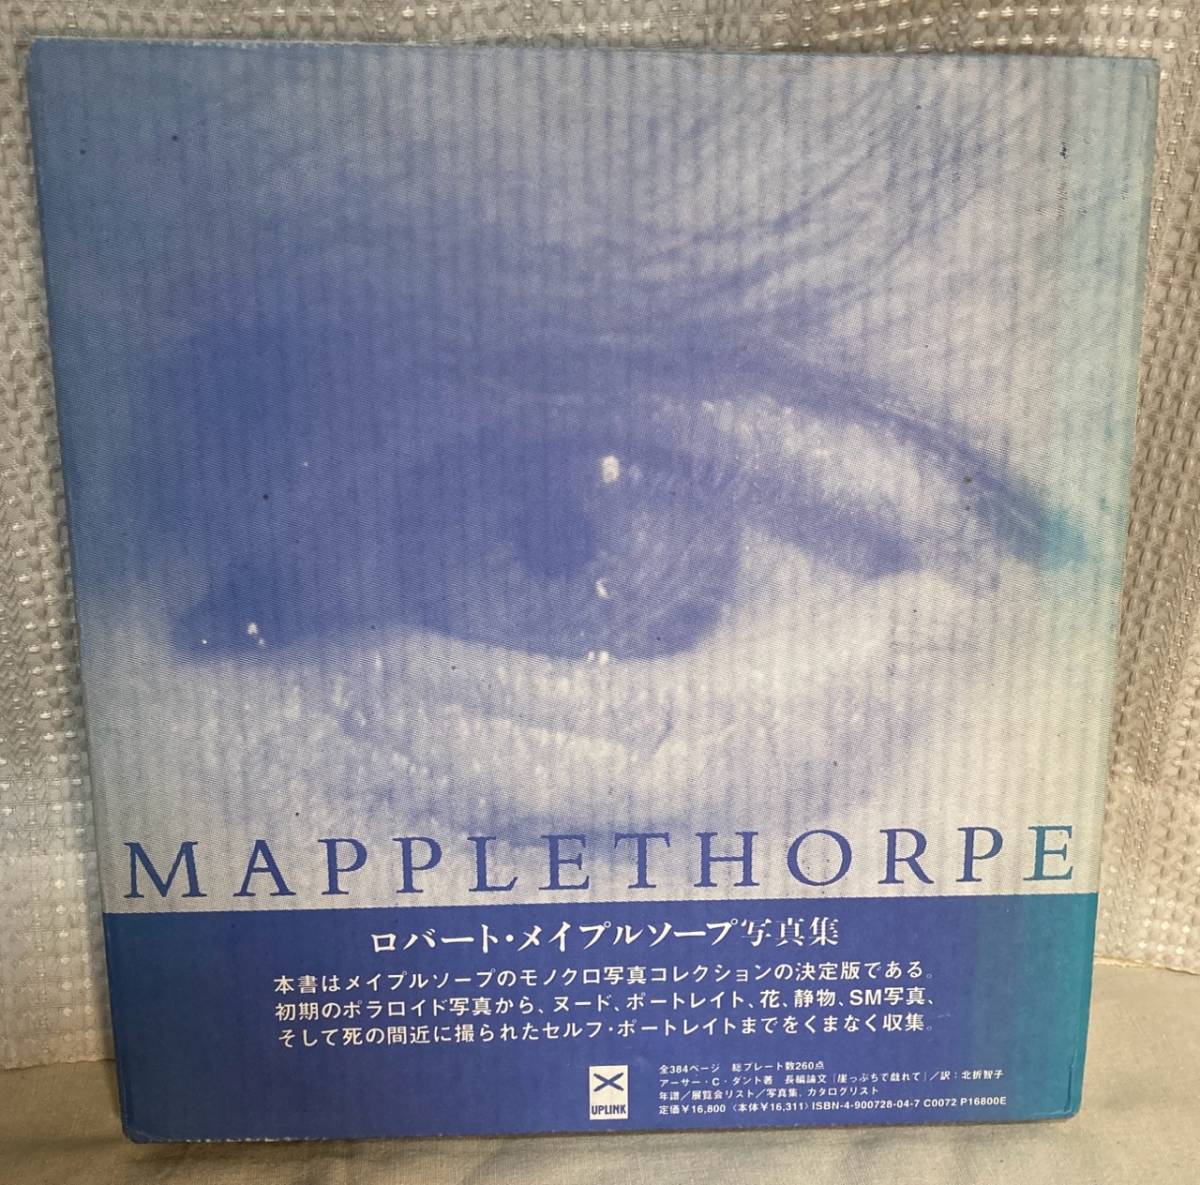 MAPPLETHORPE
ロバート・メイプルソープ写真集
本書はメイプルソープのモノクロ写真コレクションの決定版である。
初期のポラロイド写真から、ヌード、ポートレイト、花、静物、SM写真、
そして死の間近に撮られたセルフ・ポートレイトまでをくまなく収集。
UPLINK
全384ページ 総プレート数260点
アーサー・C・ダント著 長編論文「崖っぷちで戯れて」／訳：北折智子
年譜／展覧会リスト／写真集、カタログリスト
定価￥16,800〈本体￥16,311〉ISBN-4-900728-04-7 C0072 P16800E